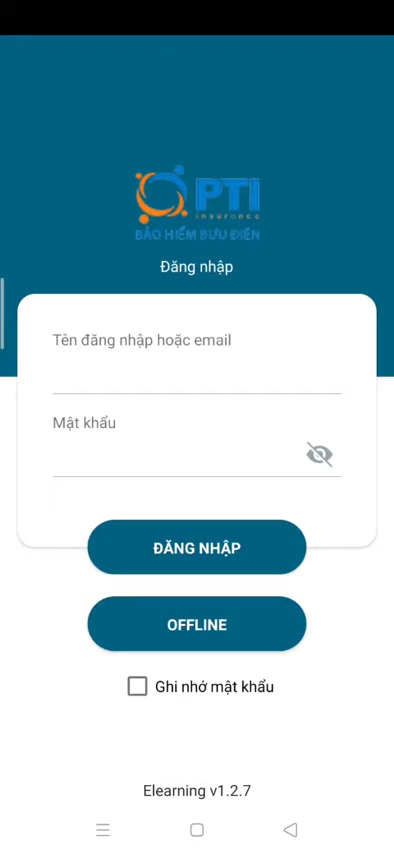 PTI
insurance
BẢO HIỂM BƯU ĐIỆN
Đăng nhập
Tên đăng nhập hoặc email
Mật khẩu
ĐĂNG NHẬP
OFFLINE
Ghi nhớ mật khẩu
Elearning v1.2.7